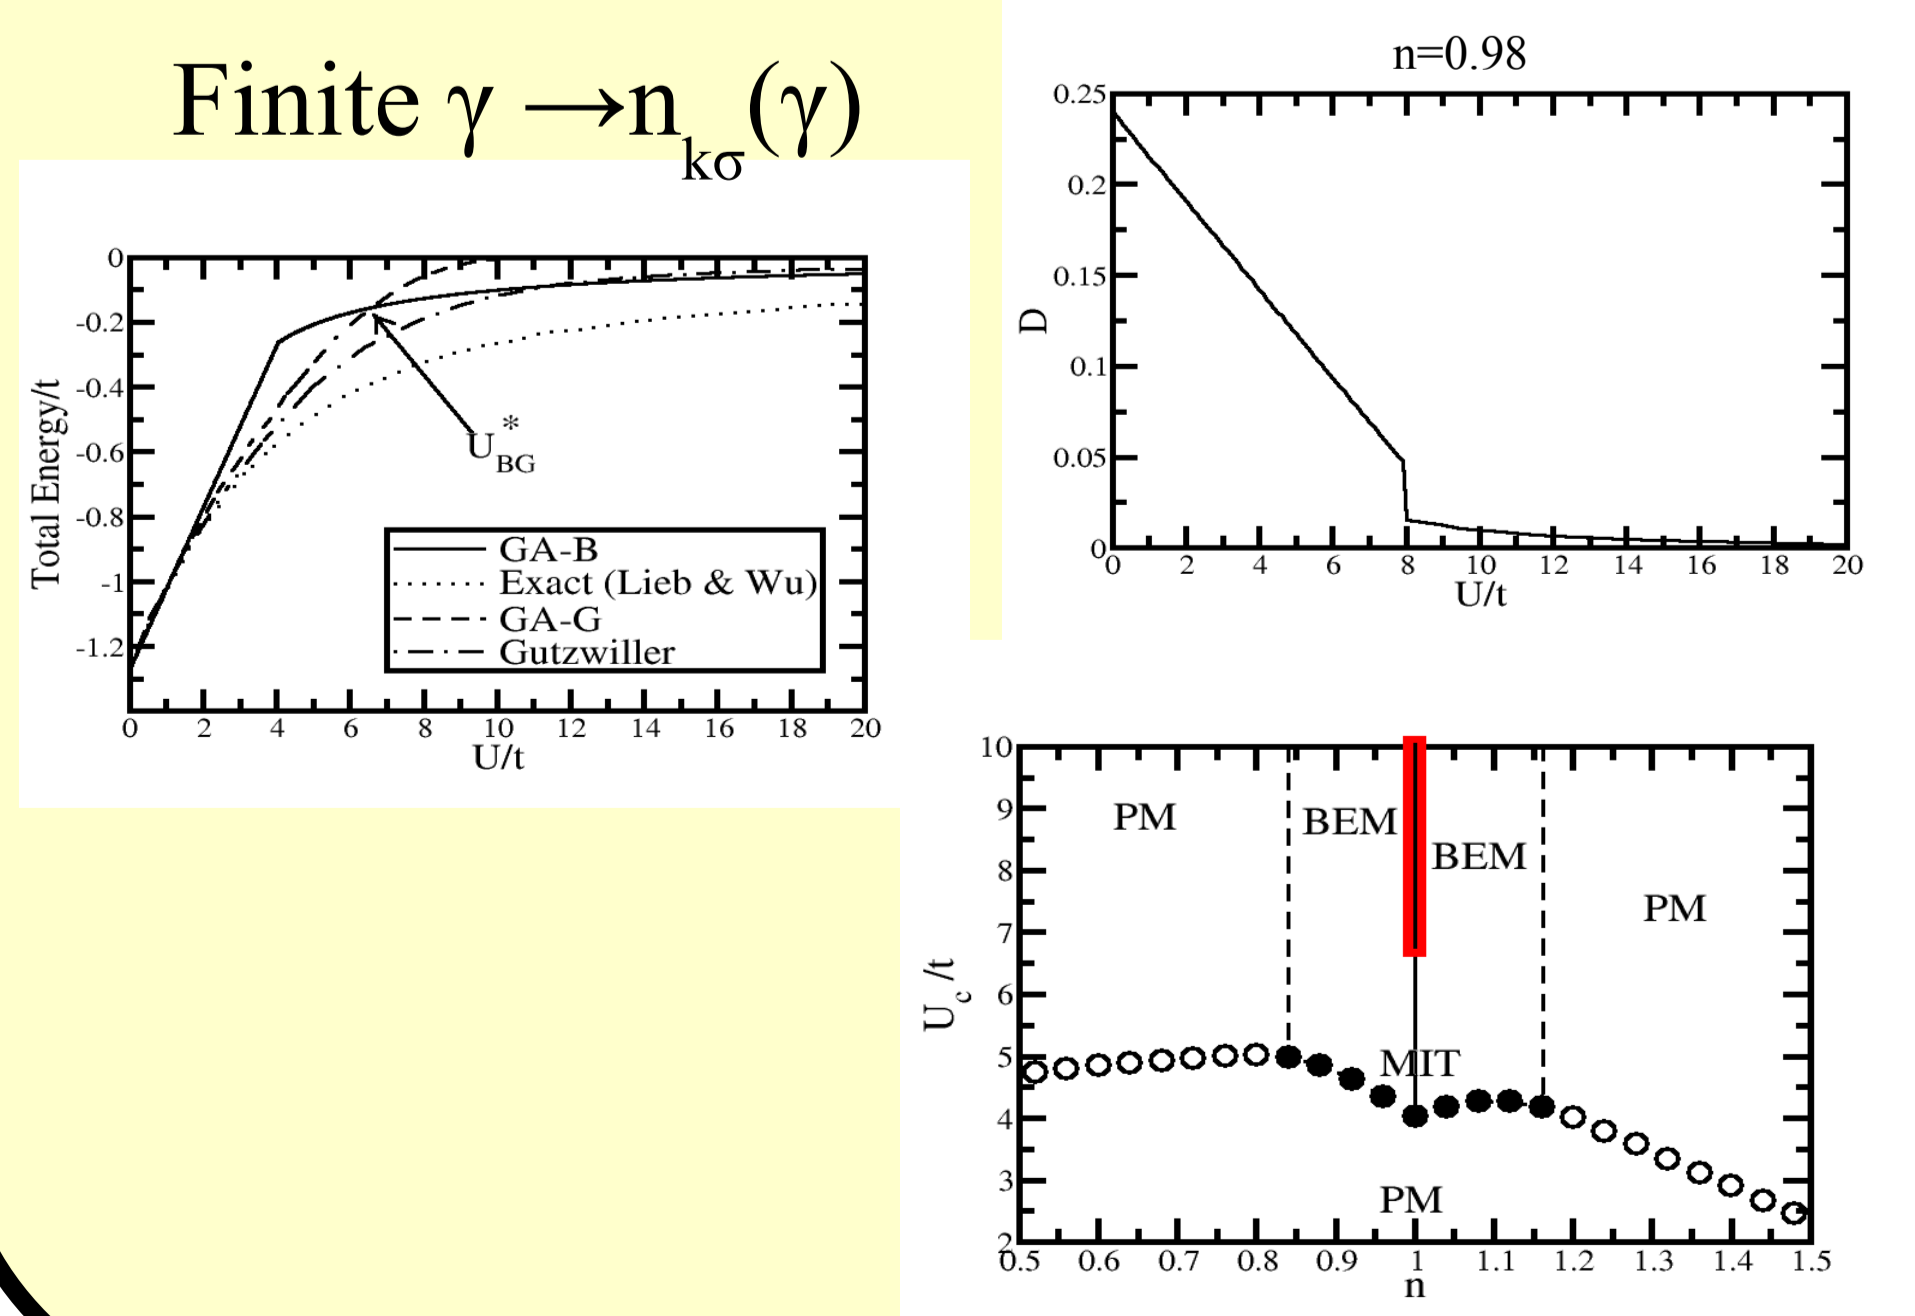 Finite γ →n
kσ
(γ)
0
-0.2
-0.4
-0.6
-0.8
-1
-1.2
Total Energy/t
U*BG
GA-B
Exact (Lieb & Wu)
GA-G
Gutzwiller
0 2 4 6 8 10 12 14 16 18 20
U/t
n=0.98
0.25
0.2
0.15
0.1
0.05
0
D
0 2 4 6 8 10 12 14 16 18 20
U/t
10
9
8
7
6
5
4
3
2
Uc/t
PM
BEM
BEM
PM
MIT
PM
0.5 0.6 0.7 0.8 0.9 1 1.1 1.2 1.3 1.4 1.5
n